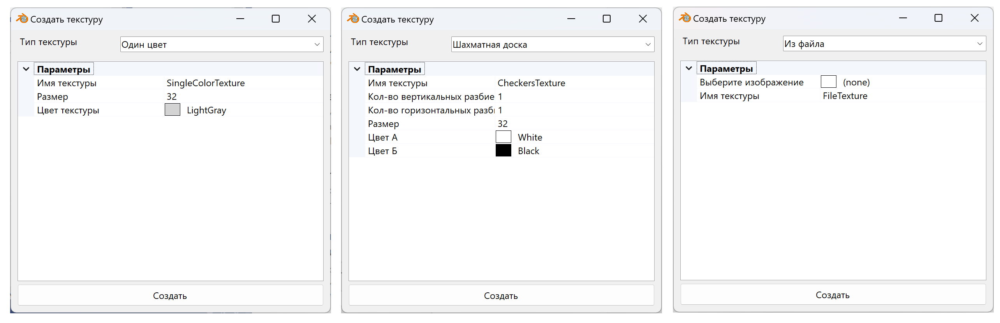 Создать текстуру
Тип текстуры Один цвет
Параметры
Имя текстуры SingleColorTexture
Размер 32
Цвет текстуры LightGray
Создать
Создать текстуру
Тип текстуры Шахматная доска
Параметры
Имя текстуры CheckersTexture
Кол-во вертикальных разбие 1
Кол-во горизонтальных разб 1
Размер 32
Цвет А White
Цвет Б Black
Создать
Создать текстуру
Тип текстуры Из файла
Параметры
Выберите изображение (none)
Имя текстуры FileTexture
Создать